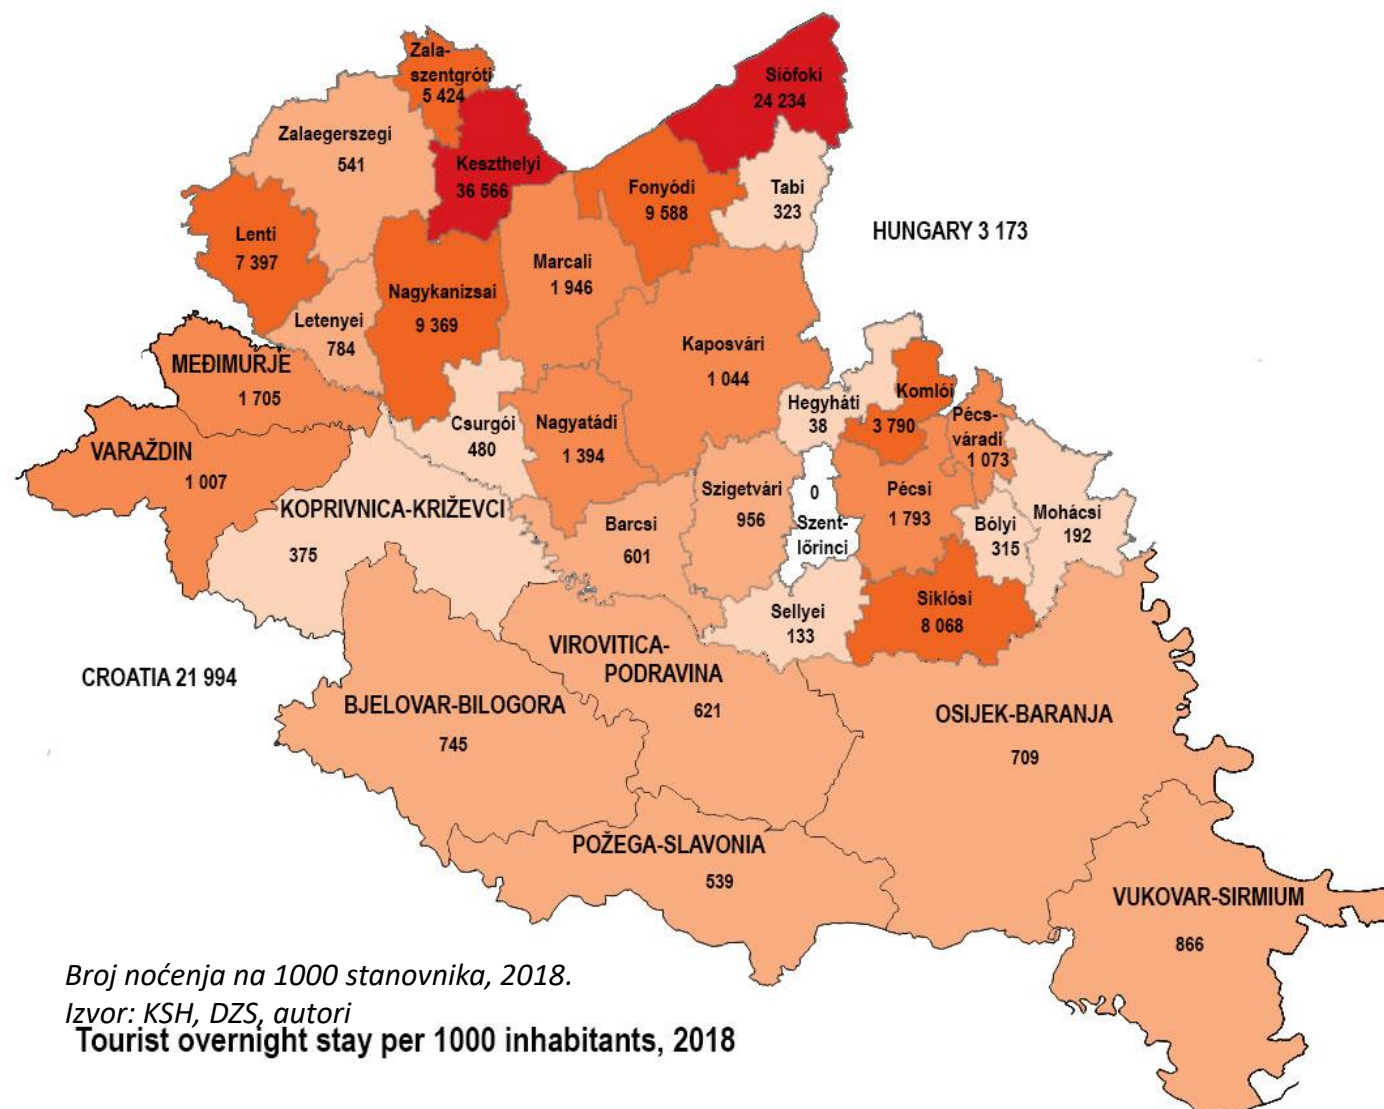 Zala-
szentgróti
5 424
Siófoki
24 234
Zalaegerszegi
541
Keszthelyi
36 566
Fonyódi
9 588
Tabi
323
HUNGARY 3 173
Lenti
7 397
Marcali
1 946
Nagykanizsai
9 369
Letenyei
784
Kaposvári
1 044
MEĐIMURJE
1 705
Hegyháti
38
Komlói
3 790
Pécs-
váradi
1 073
Csurgói
480
Nagyatádi
1 394
VARAŽDIN
1 007
KOPRIVNICA-KRIŽEVCI
375
Barcsi
601
Szigetvári
956
0
Szent-
lőrinci
Pécsi
1 793
Bólyi
315
Mohácsi
192
Sellyei
133
Siklósi
8 068
CROATIA 21 994
VIROVITICA-
PODRAVINA
621
BJELOVAR-BILOGORA
745
OSIJEK-BARANJA
709
POŽEGA-SLAVONIA
539
VUKOVAR-SIRMIUM
866
Broj noćenja na 1000 stanovnika, 2018.
Izvor: KSH, DZS, autori
Tourist overnight stay per 1000 inhabitants, 2018